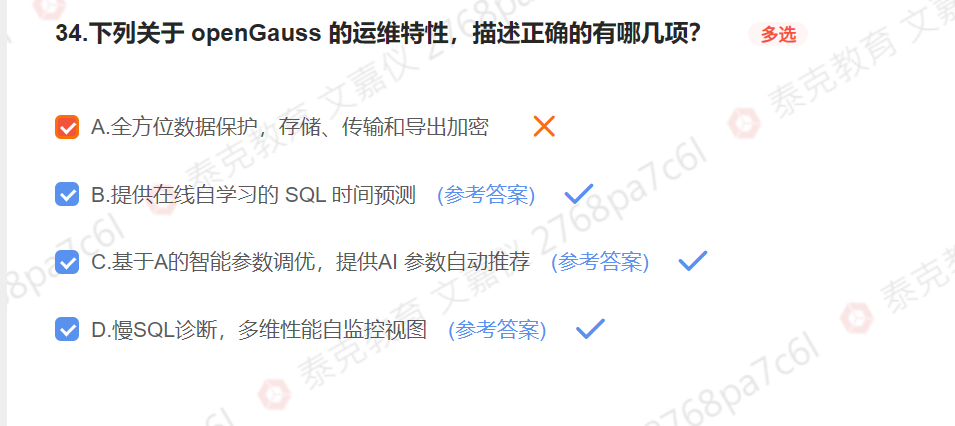 34.下列关于 openGauss 的运维特性，描述正确的有哪几项？ 多选
A.全方位数据保护，存储、传输和导出加密
B.提供在线自学习的 SQL 时间预测 (参考答案)
C.基于A的智能参数调优，提供AI 参数自动推荐 (参考答案)
D.慢SQL诊断，多维性能自监控视图 (参考答案)
泰克教育 文嘉仪 2768pa7c6l